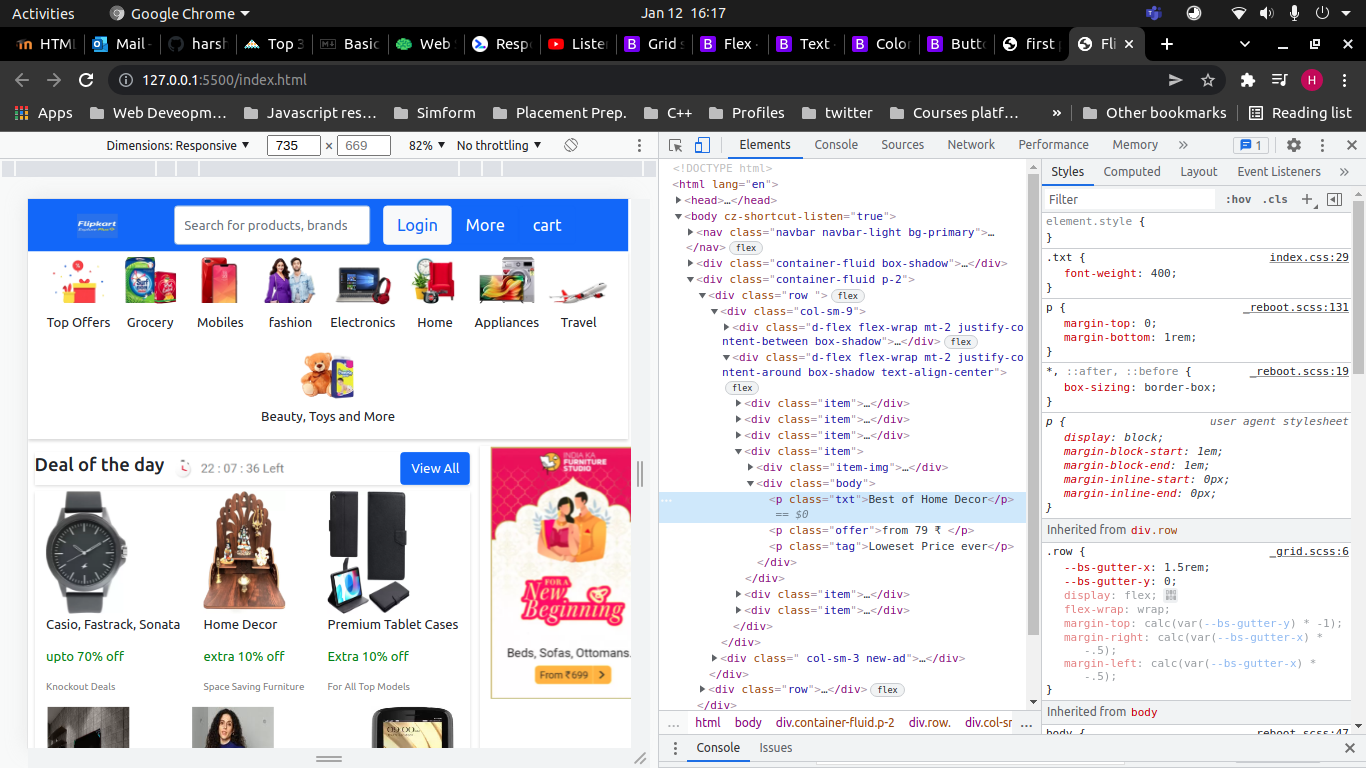 Activities
Google Chrome
Jan 12 16:17
HTM
Mail -
harsh
Top 3
Basic
Web
Respo
Listen
Grid s
Flex ·
Text ·
Color
Butto
first p
Fli
127.0.0.1:5500/index.html
H
Apps
Web Deveopm…
Javascript res…
Simform
Placement Prep.
C++
Profiles
twitter
Courses platf…
»
Other bookmarks
Reading list
Dimensions: Responsive
735 × 669
82%
No throttling
Flipkart
Search for products, brands
Login
More
cart
Top Offers
Grocery
Mobiles
fashion
Electronics
Home
Appliances
Travel
Beauty, Toys and More
Deal of the day
22 : 07 : 36 Left
View All
Casio, Fastrack, Sonata
Home Decor
Premium Tablet Cases
upto 70% off
extra 10% off
Extra 10% off
Knockout Deals
Space Saving Furniture
For All Top Models
INDIA KA
FURNITURE
STUDIO
FOR A
New
Beginning
Beds, Sofas, Ottomans.
From ₹699
Elements
Console
Sources
Network
Performance
Memory
»
1
<!DOCTYPE html>
<html lang="en">
<head>…</head>
<body cz-shortcut-listen="true">
<nav class="navbar navbar-light bg-primary">…
</nav> flex
<div class="container-fluid box-shadow">…</div>
<div class="container-fluid p-2">
<div class="row "> flex
<div class="col-sm-9">
<div class="d-flex flex-wrap mt-2 justify-co
ntent-between box-shadow">…</div> flex
<div class="d-flex flex-wrap mt-2 justify-co
ntent-around box-shadow text-align-center">
flex
<div class="item">…</div>
<div class="item">…</div>
<div class="item">…</div>
<div class="item">
<div class="item-img">…</div>
<div class="body">
<p class="txt">Best of Home Decor</p>
== $0
<p class="offer">from 79 ₹ </p>
<p class="tag">Loweset Price ever</p>
</div>
</div>
<div class="item">…</div>
<div class="item">…</div>
</div>
</div>
<div class=" col-sm-3 new-ad">…</div>
</div>
<div class="row">…</div> flex
</div>
… html body div.container-fluid.p-2 div.row. div.col-sm …
Styles
Computed
Layout
Event Listeners
»
Filter
:hov .cls
element.style {
}
.txt { index.css:29
font-weight: 400;
}
p { _reboot.scss:131
margin-top: 0;
margin-bottom: 1rem;
}
*, ::after, ::before { _reboot.scss:19
box-sizing: border-box;
}
p { user agent stylesheet
display: block;
margin-block-start: 1em;
margin-block-end: 1em;
margin-inline-start: 0px;
margin-inline-end: 0px;
}
Inherited from div.row
.row { _grid.scss:6
--bs-gutter-x: 1.5rem;
--bs-gutter-y: 0;
display: flex;
flex-wrap: wrap;
margin-top: calc(var(--bs-gutter-y) * -1);
margin-right: calc(var(--bs-gutter-x) *
-.5);
margin-left: calc(var(--bs-gutter-x) *
-.5);
}
Inherited from body
body { _reboot.scss:47
Console
Issues